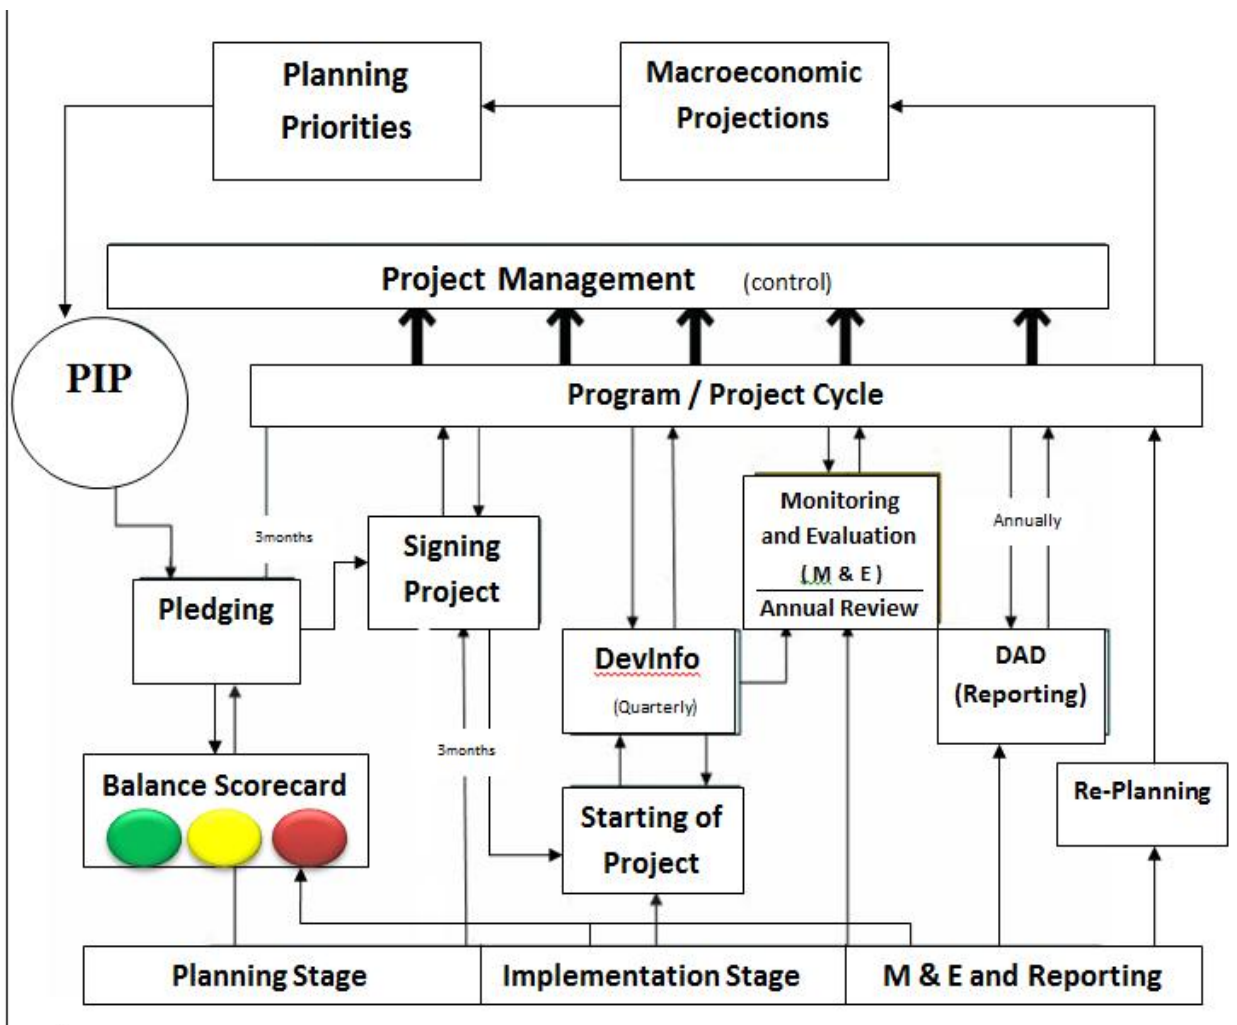 Planning
Priorities
Macroeconomic
Projections
Project Management (control)
PIP
Program / Project Cycle
3months
Signing
Project
Monitoring
and Evaluation
( M & E )
Annual Review
Annually
Pledging
DevInfo
(Quarterly)
DAD
(Reporting)
3months
Balance Scorecard
Starting of
Project
Re-Planning
Planning Stage
Implementation Stage
M & E and Reporting